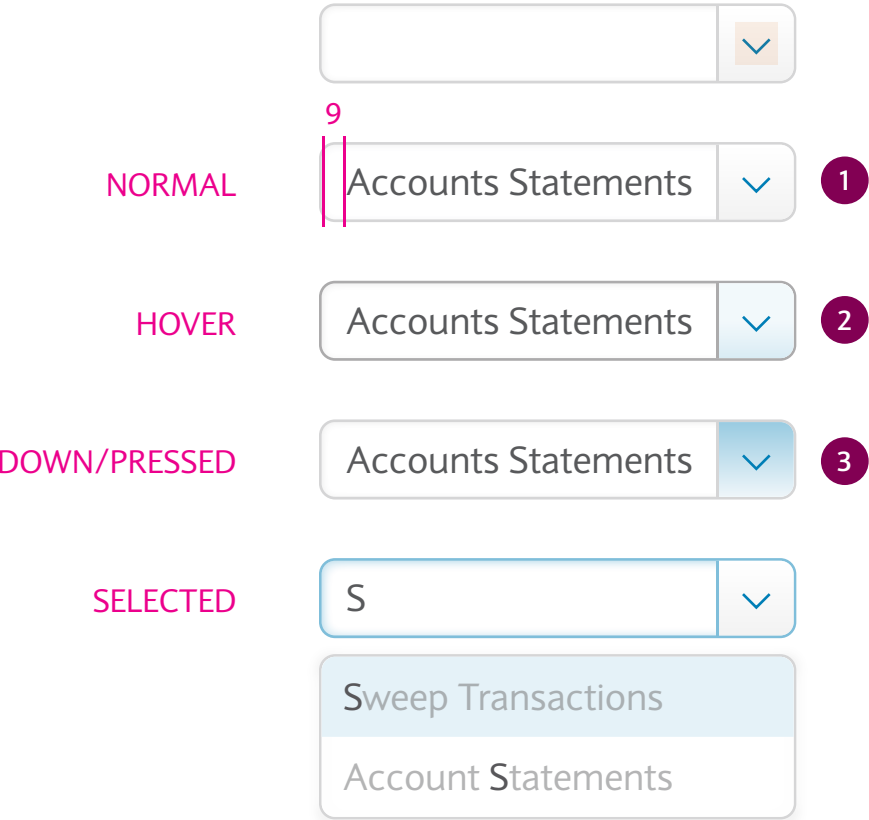 9
NORMAL Accounts Statements 1
HOVER Accounts Statements 2
DOWN/PRESSED Accounts Statements 3
SELECTED S
Sweep Transactions
Account Statements